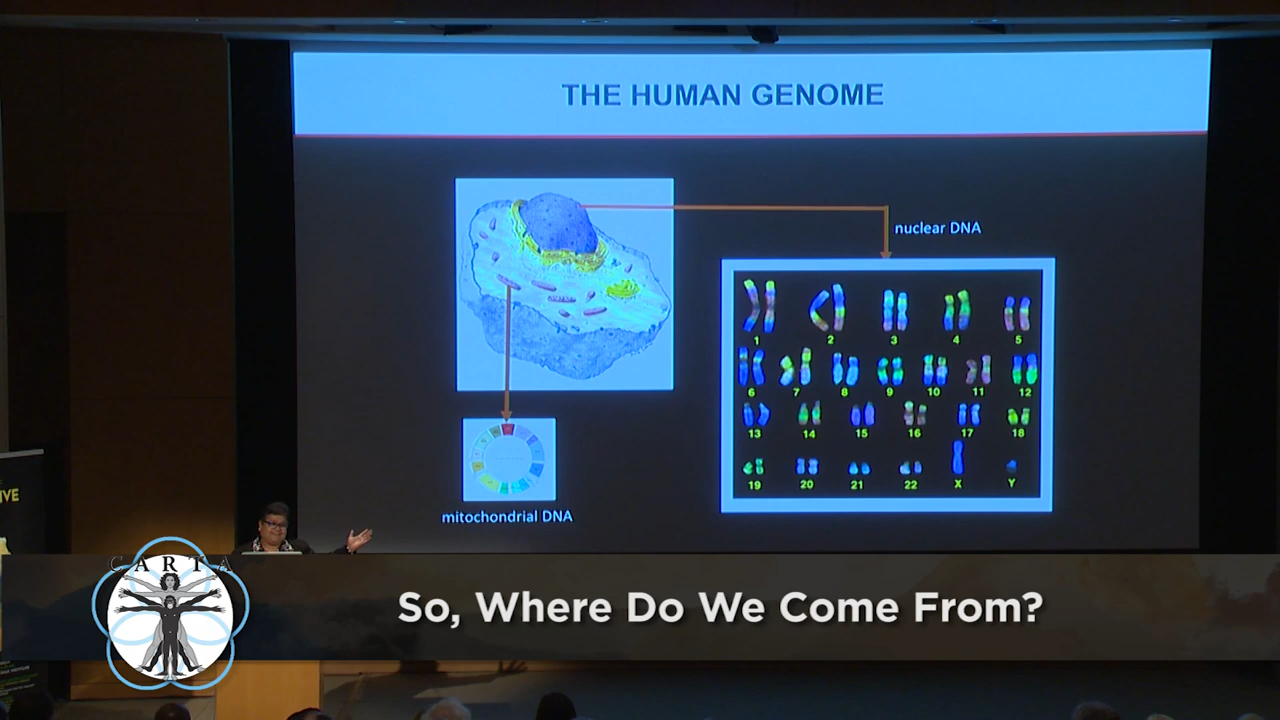 THE HUMAN GENOME
nuclear DNA
1 2 3 4 5
6 7 8 9 10 11 12
13 14 15 16 17 18
19 20 21 22 X Y
mitochondrial DNA
IVE
CARTA
So, Where Do We Come From?